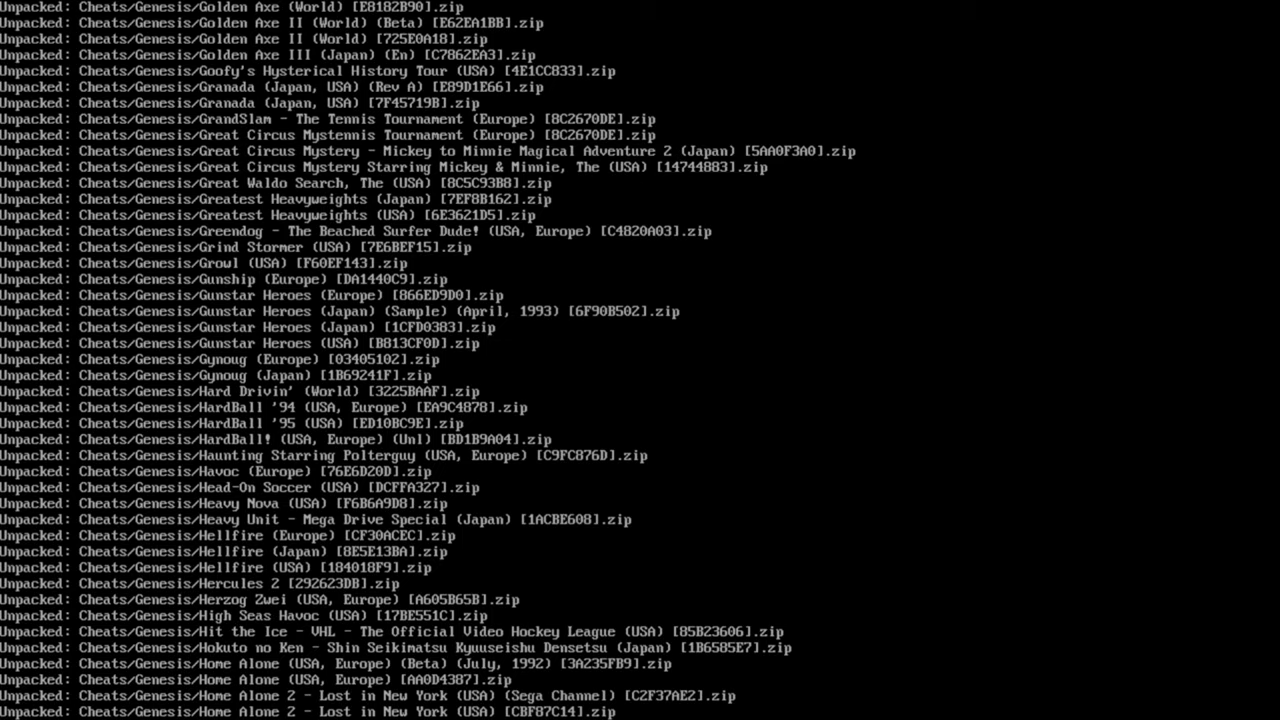 Unpacked: Cheats/Genesis/Golden Axe (World) [E8182B90].zip
Unpacked: Cheats/Genesis/Golden Axe II (World) (Beta) [E62EA1BB].zip
Unpacked: Cheats/Genesis/Golden Axe II (World) [725E0A18].zip
Unpacked: Cheats/Genesis/Golden Axe III (Japan) (En) [C7862EA3].zip
Unpacked: Cheats/Genesis/Goofy's Hysterical History Tour (USA) [4E1CC833].zip
Unpacked: Cheats/Genesis/Granada (Japan, USA) (Rev A) [E89D1E66].zip
Unpacked: Cheats/Genesis/Granada (Japan, USA) [7F45719B].zip
Unpacked: Cheats/Genesis/GrandSlam - The Tennis Tournament (Europe) [8C2670DE].zip
Unpacked: Cheats/Genesis/Great Circus Mystennis Tournament (Europe) [8C2670DE].zip
Unpacked: Cheats/Genesis/Great Circus Mystery - Mickey to Minnie Magical Adventure 2 (Japan) [5AA0F3A0].zip
Unpacked: Cheats/Genesis/Great Circus Mystery Starring Mickey & Minnie, The (USA) [14744883].zip
Unpacked: Cheats/Genesis/Great Waldo Search, The (USA) [8C5C93B8].zip
Unpacked: Cheats/Genesis/Greatest Heavyweights (Japan) [7EF8B162].zip
Unpacked: Cheats/Genesis/Greatest Heavyweights (USA) [6E3621D5].zip
Unpacked: Cheats/Genesis/Greendog - The Beached Surfer Dude! (USA, Europe) [C4820A03].zip
Unpacked: Cheats/Genesis/Grind Stormer (USA) [7E6BEF15].zip
Unpacked: Cheats/Genesis/Growl (USA) [F60EF143].zip
Unpacked: Cheats/Genesis/Gunship (Europe) [DA1440C9].zip
Unpacked: Cheats/Genesis/Gunstar Heroes (Europe) [866ED9D0].zip
Unpacked: Cheats/Genesis/Gunstar Heroes (Japan) (Sample) (April, 1993) [6F90B502].zip
Unpacked: Cheats/Genesis/Gunstar Heroes (Japan) [1CFD0383].zip
Unpacked: Cheats/Genesis/Gunstar Heroes (USA) [B813CF0D].zip
Unpacked: Cheats/Genesis/Gynoug (Europe) [03405102].zip
Unpacked: Cheats/Genesis/Gynoug (Japan) [1B69241F].zip
Unpacked: Cheats/Genesis/Hard Drivin' (World) [3225BAAF].zip
Unpacked: Cheats/Genesis/HardBall '94 (USA, Europe) [EA9C4878].zip
Unpacked: Cheats/Genesis/HardBall '95 (USA) [ED10BC9E].zip
Unpacked: Cheats/Genesis/HardBall! (USA, Europe) (Unl) [BD1B9A04].zip
Unpacked: Cheats/Genesis/Haunting Starring Polterguy (USA, Europe) [C9FC876D].zip
Unpacked: Cheats/Genesis/Havoc (Europe) [76E6D20D].zip
Unpacked: Cheats/Genesis/Head-On Soccer (USA) [DCFFA327].zip
Unpacked: Cheats/Genesis/Heavy Nova (USA) [F6B6A9D8].zip
Unpacked: Cheats/Genesis/Heavy Unit - Mega Drive Special (Japan) [1ACBE608].zip
Unpacked: Cheats/Genesis/Hellfire (Europe) [CF30ACEC].zip
Unpacked: Cheats/Genesis/Hellfire (Japan) [8E5E13BA].zip
Unpacked: Cheats/Genesis/Hellfire (USA) [184018F9].zip
Unpacked: Cheats/Genesis/Hercules 2 [292623DB].zip
Unpacked: Cheats/Genesis/Herzog Zwei (USA, Europe) [A605B65B].zip
Unpacked: Cheats/Genesis/High Seas Havoc (USA) [17BE551C].zip
Unpacked: Cheats/Genesis/Hit the Ice - VHL - The Official Video Hockey League (USA) [85B23606].zip
Unpacked: Cheats/Genesis/Hokuto no Ken - Shin Seikimatsu Kyuuseishu Densetsu (Japan) [1B6585E7].zip
Unpacked: Cheats/Genesis/Home Alone (USA, Europe) (Beta) (July, 1992) [3A235FB9].zip
Unpacked: Cheats/Genesis/Home Alone (USA, Europe) [AA0D4387].zip
Unpacked: Cheats/Genesis/Home Alone 2 - Lost in New York (USA) (Sega Channel) [C2F37AE2].zip
Unpacked: Cheats/Genesis/Home Alone 2 - Lost in New York (USA) [CBF87C14].zip